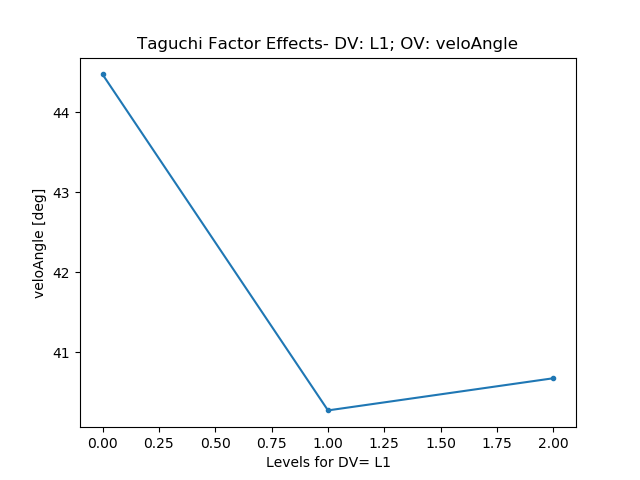 Taguchi Factor Effects- DV: L1; OV: veloAngle
44
43
42
41
veloAngle [deg]
0.00 0.25 0.50 0.75 1.00 1.25 1.50 1.75 2.00
Levels for DV= L1